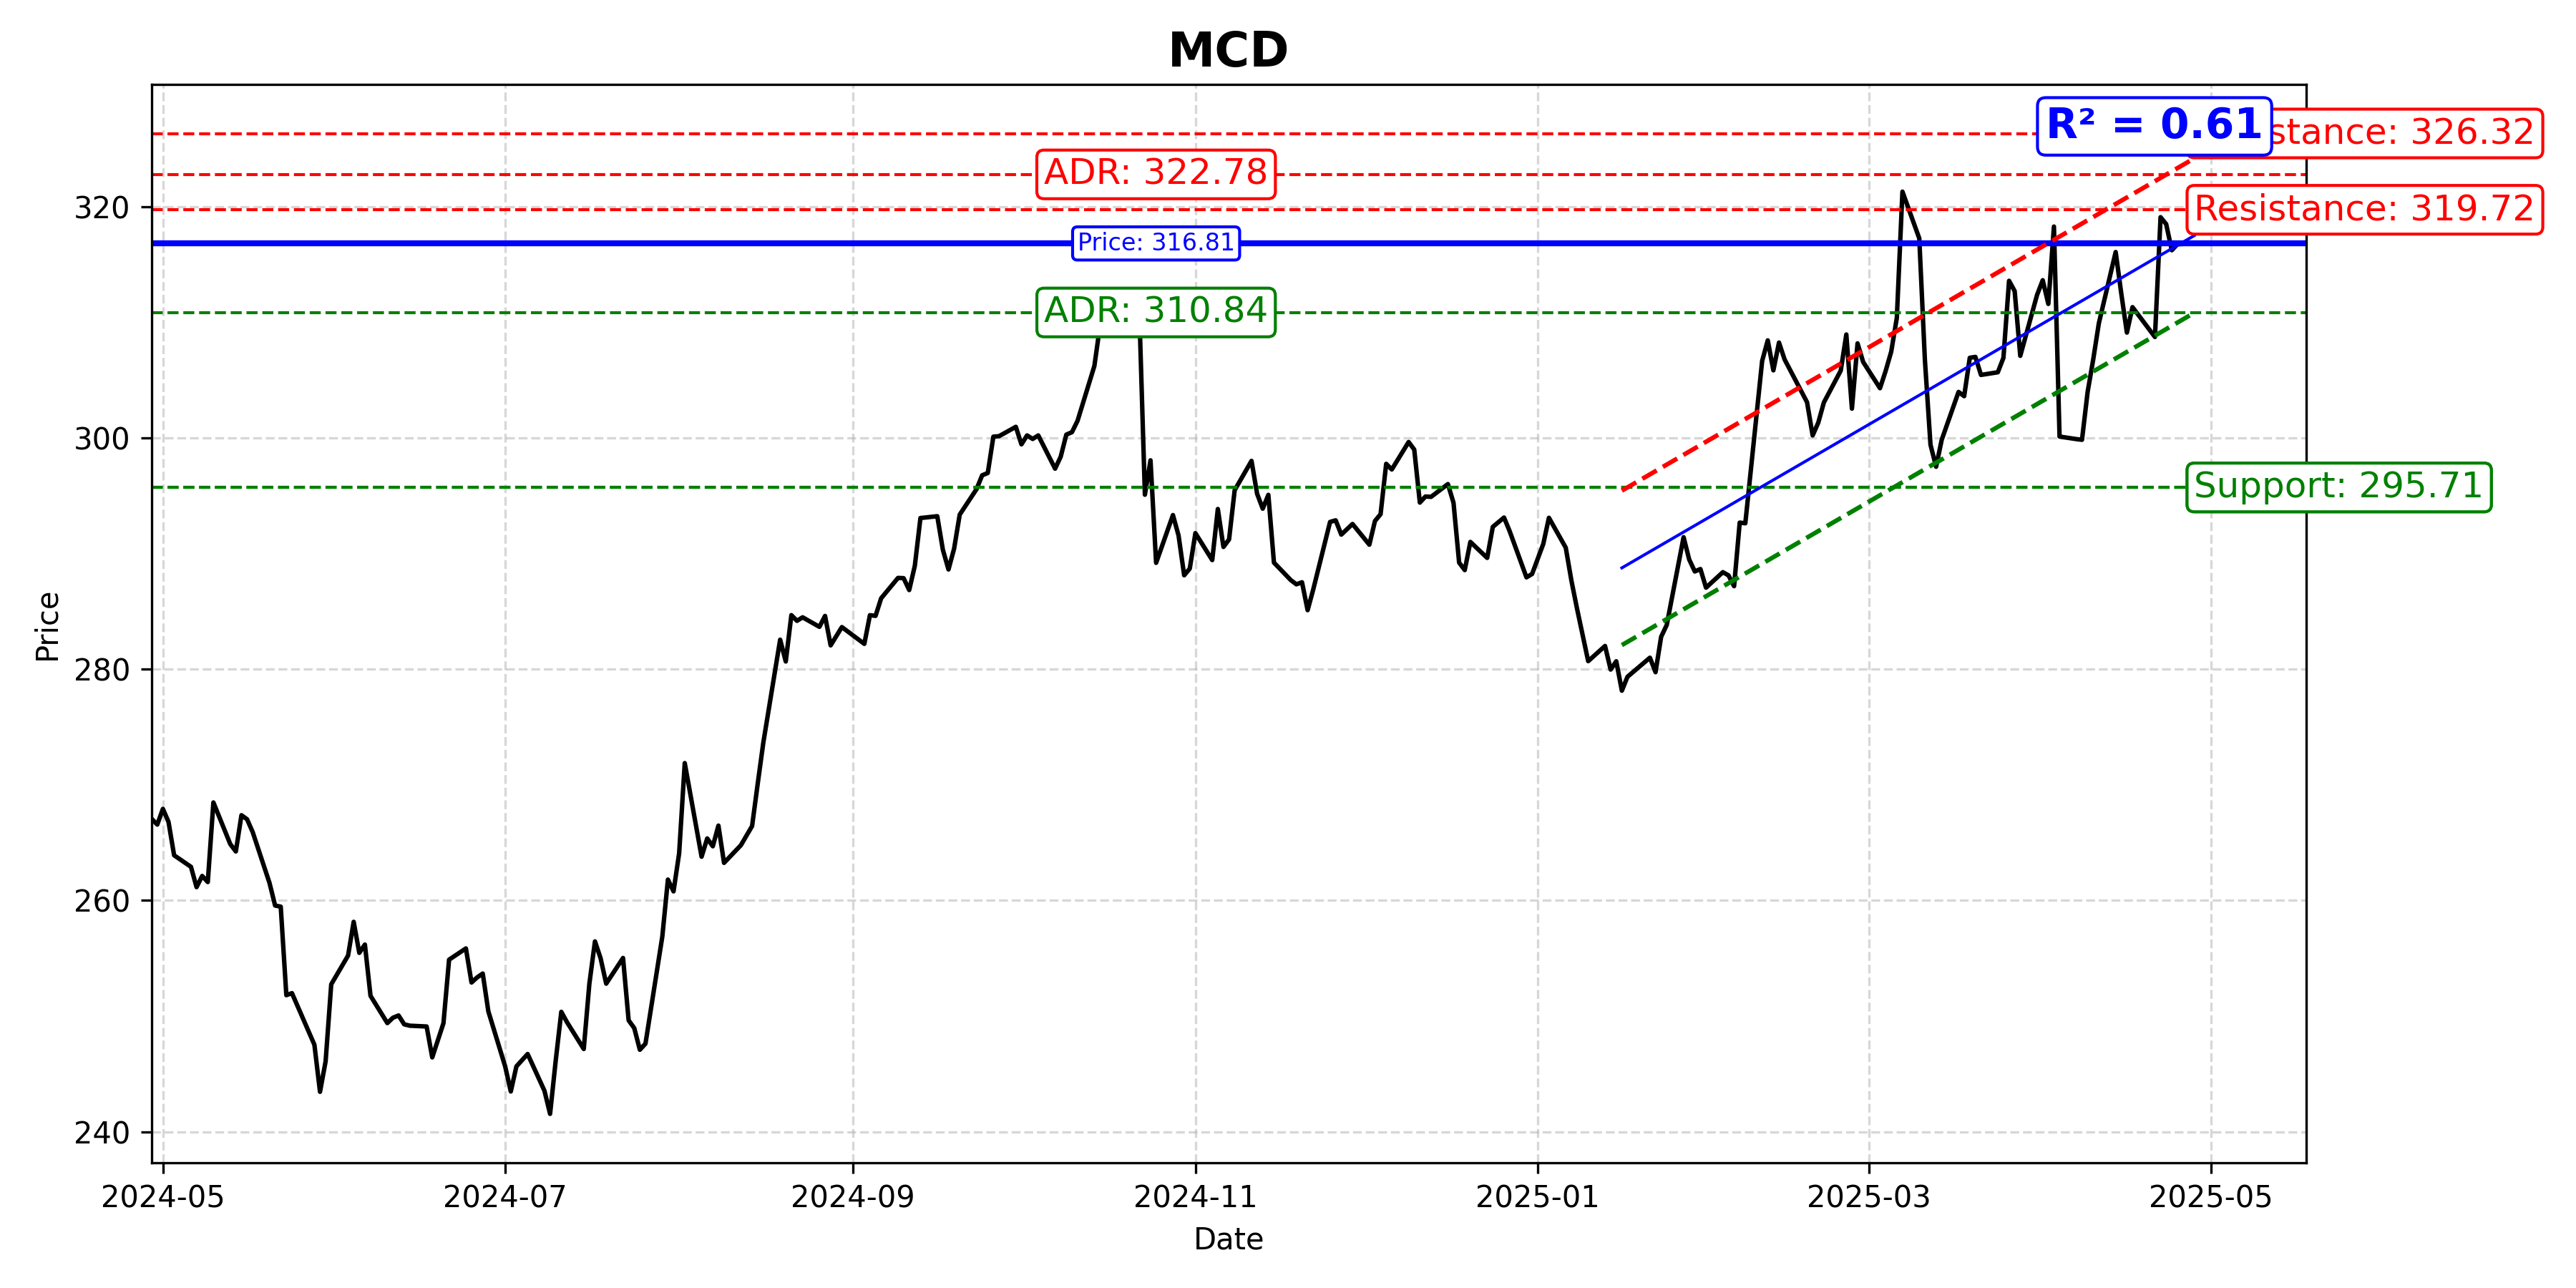 MCD
R² = 0.61
stance: 326.32
ADR: 322.78
Resistance: 319.72
Price: 316.81
ADR: 310.84
Support: 295.71
320
300
280
260
240
Price
2024-05
2024-07
2024-09
2024-11
2025-01
2025-03
2025-05
Date